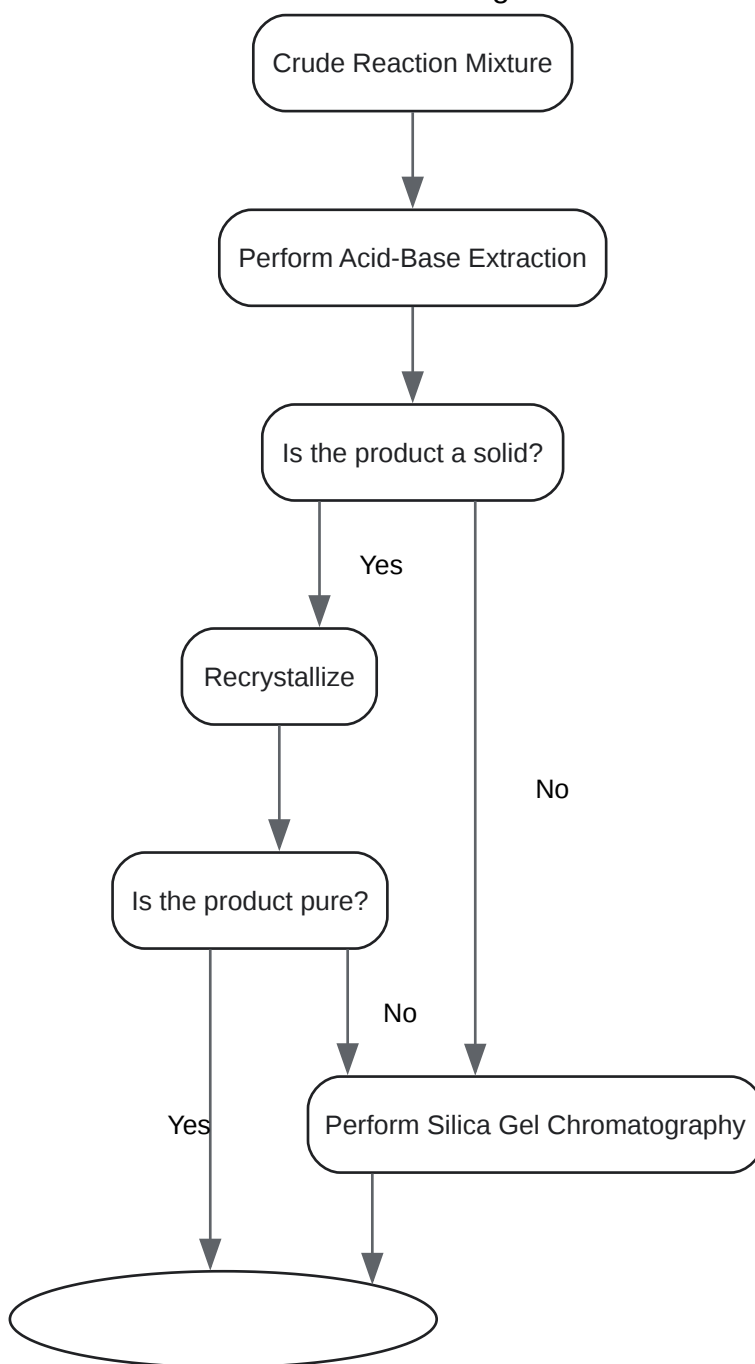 Crude Reaction Mixture
Perform Acid-Base Extraction
Is the product a solid?
Yes
Recrystallize
No
Is the product pure?
No
Yes
Perform Silica Gel Chromatography